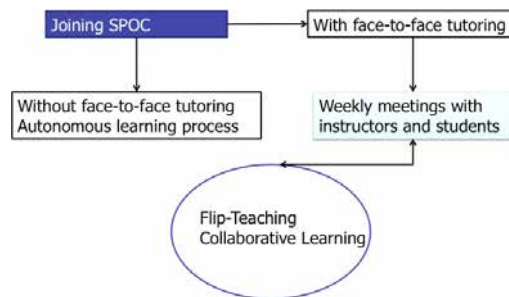 Joining SPOC
With face-to-face tutoring
Without face-to-face tutoring
Autonomous learning process
Weekly meetings with
instructors and students
Flip-Teaching
Collaborative Learning